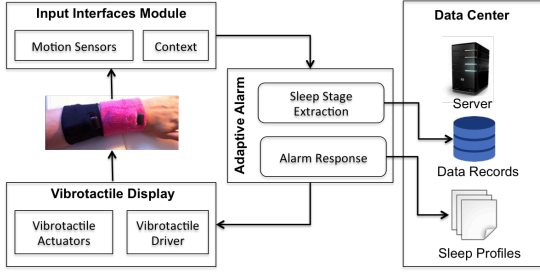 Input Interfaces Module
Motion Sensors
Context
Adaptive Alarm
Sleep Stage
Extraction
Alarm Response
Vibrotactile Display
Vibrotactile
Actuators
Vibrotactile
Driver
Data Center
Server
Data Records
Sleep Profiles